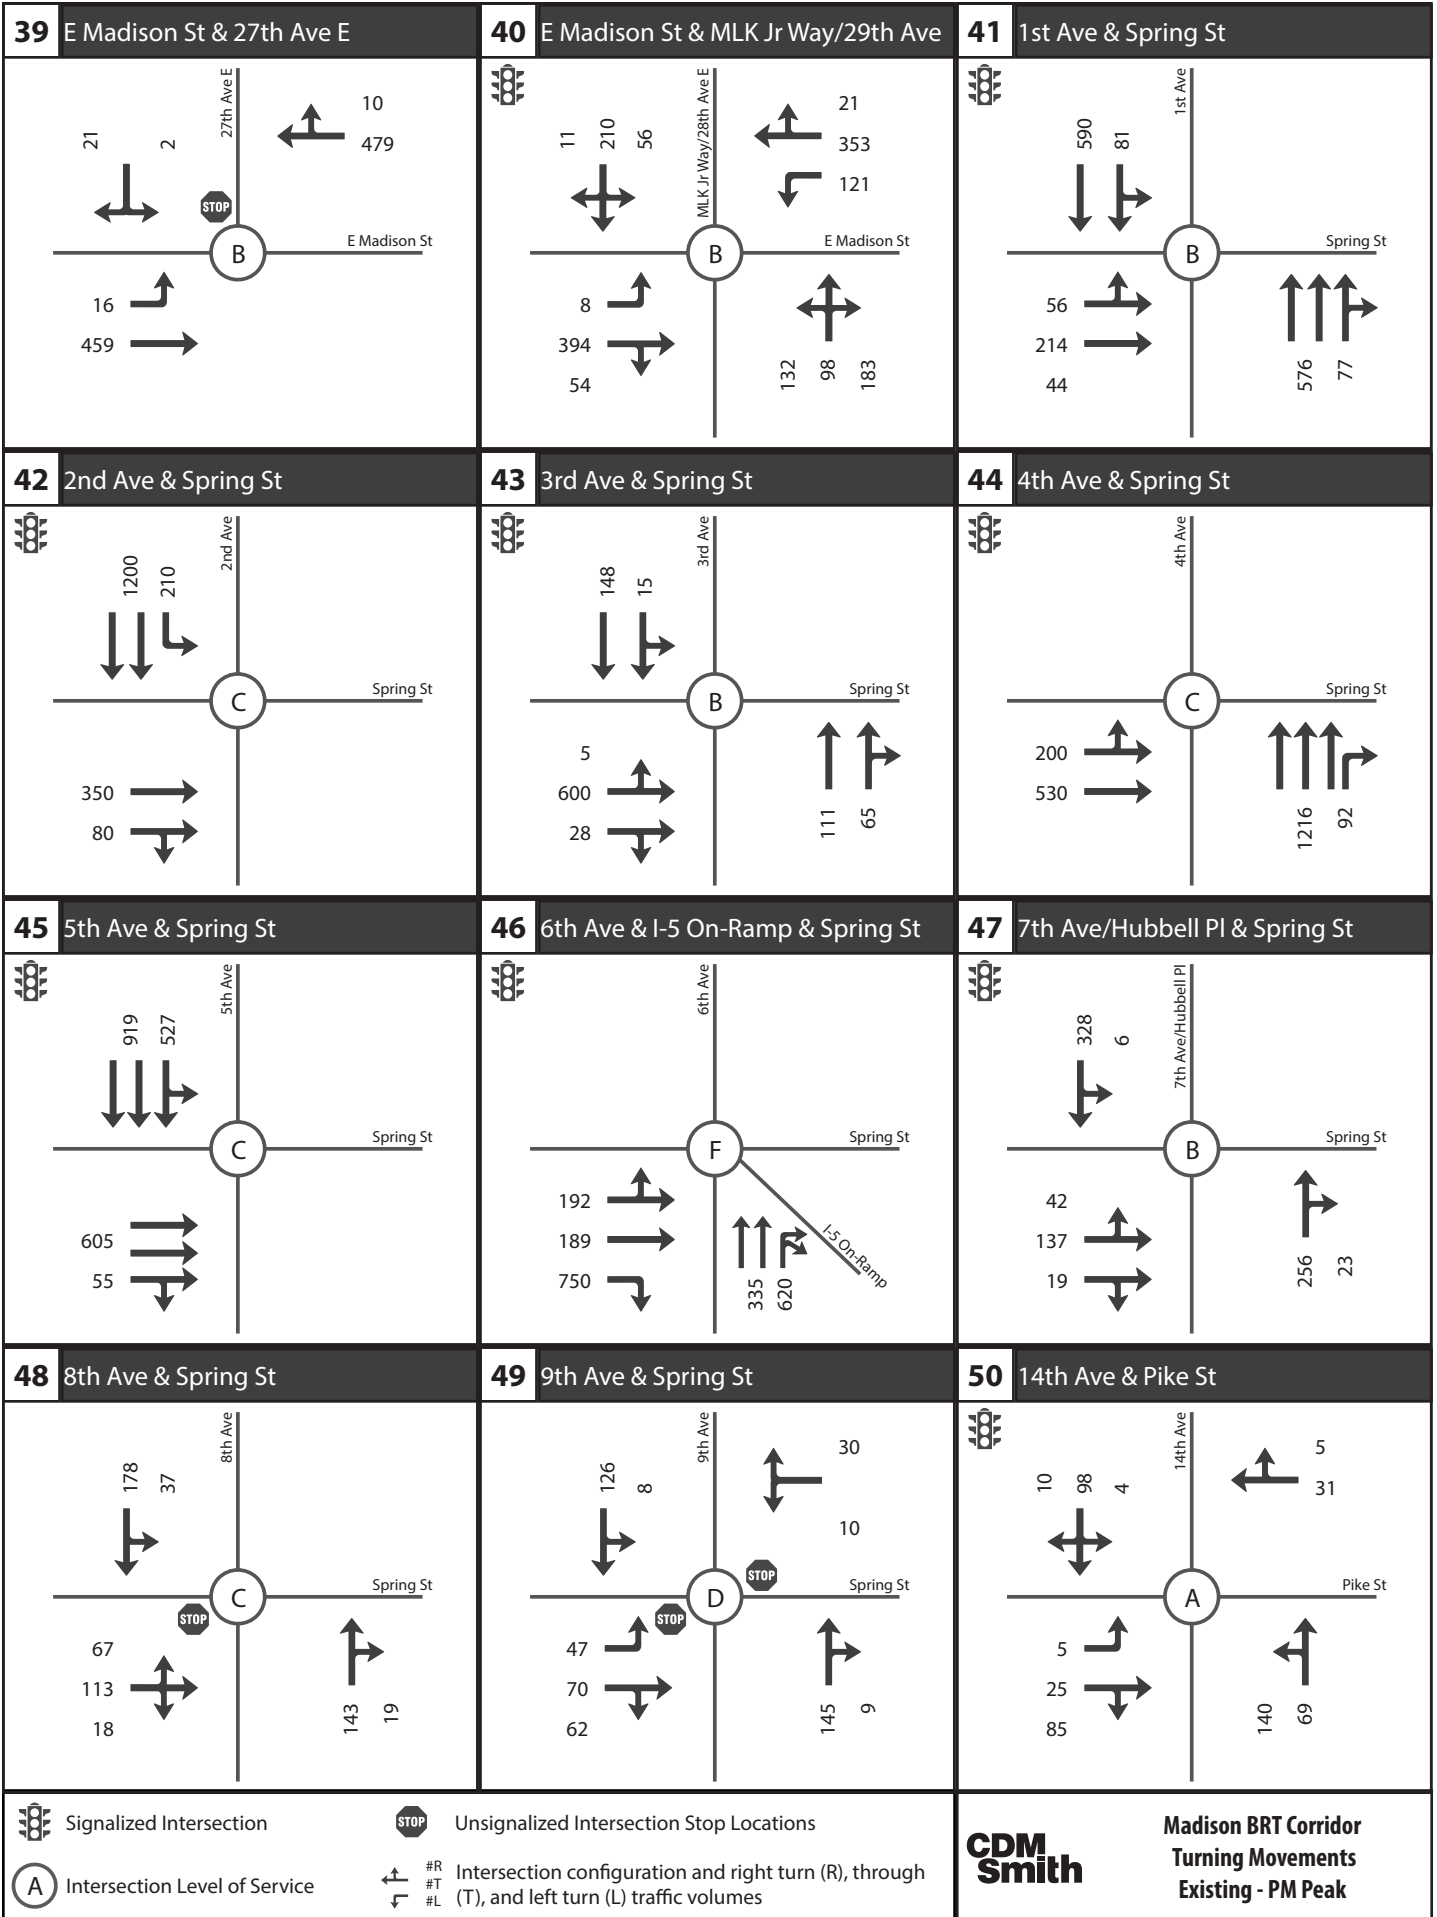 39 E Madison St & 27th Ave E
27th Ave E
21 2
10
479
STOP
B
E Madison St
16
459
40 E Madison St & MLK Jr Way/29th Ave
MLK Jr Way/28th Ave E
11 210 56
21
353
121
B
E Madison St
8
394
54
132 98 183
41 1st Ave & Spring St
1st Ave
590 81
B
Spring St
56
214
44
576 77
42 2nd Ave & Spring St
2nd Ave
1200 210
C
Spring St
350
80
43 3rd Ave & Spring St
3rd Ave
148 15
B
Spring St
5
600
28
111 65
44 4th Ave & Spring St
4th Ave
C
Spring St
200
530
1216 92
45 5th Ave & Spring St
5th Ave
919 527
C
Spring St
605
55
46 6th Ave & I-5 On-Ramp & Spring St
6th Ave
F
Spring St
192
189
750
335 620
I-5 On-Ramp
47 7th Ave/Hubbell Pl & Spring St
7th Ave/Hubbell Pl
328 6
B
Spring St
42
137
19
256 23
48 8th Ave & Spring St
8th Ave
178 37
C
Spring St
STOP
67
113
18
143 19
49 9th Ave & Spring St
9th Ave
126 8
30
10
STOP
D
Spring St
STOP
47
70
62
145 9
50 14th Ave & Pike St
14th Ave
10 98 4
5
31
A
Pike St
5
25
85
140 69
Signalized Intersection
STOP Unsignalized Intersection Stop Locations
A Intersection Level of Service
#R
#T
#L
Intersection configuration and right turn (R), through
(T), and left turn (L) traffic volumes
CDM
Smith
Madison BRT Corridor
Turning Movements
Existing - PM Peak